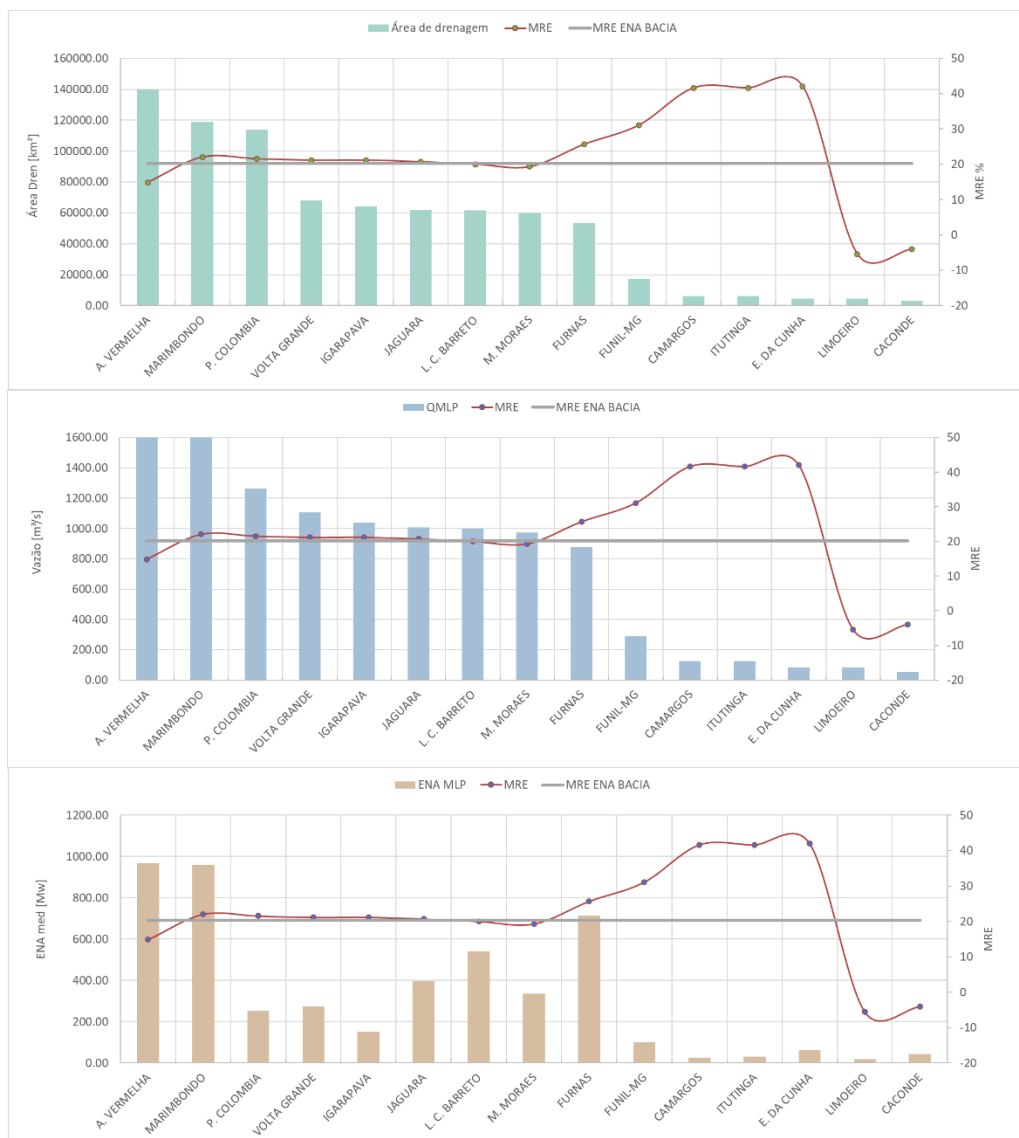 Área de drenagem MRE MRE ENA BACIA
160000.00
140000.00
120000.00
100000.00
80000.00
60000.00
40000.00
20000.00
0.00
Área Dren [km²]
50
40
30
20
10
0
-10
-20
MRE %
A. VERMELHA
MARIMBONDO
P. COLOMBIA
VOLTA GRANDE
IGARAPAVA
JAGUARA
L. C. BARRETO
M. MORAES
FURNAS
FUNIL-MG
CAMARGOS
ITUTINGA
E. DA CUNHA
LIMOEIRO
CACONDE
QMLP MRE MRE ENA BACIA
1600.00
1400.00
1200.00
1000.00
800.00
600.00
400.00
200.00
0.00
Vazão [m³/s]
50
40
30
20
10
0
-10
-20
MRE
A. VERMELHA
MARIMBONDO
P. COLOMBIA
VOLTA GRANDE
IGARAPAVA
JAGUARA
L. C. BARRETO
M. MORAES
FURNAS
FUNIL-MG
CAMARGOS
ITUTINGA
E. DA CUNHA
LIMOEIRO
CACONDE
ENA MLP MRE MRE ENA BACIA
1200.00
1000.00
800.00
600.00
400.00
200.00
0.00
ENA med [Mw]
50
40
30
20
10
0
-10
-20
MRE
A. VERMELHA
MARIMBONDO
P. COLOMBIA
VOLTA GRANDE
IGARAPAVA
JAGUARA
L. C. BARRETO
M. MORAES
FURNAS
FUNIL-MG
CAMARGOS
ITUTINGA
E. DA CUNHA
LIMOEIRO
CACONDE